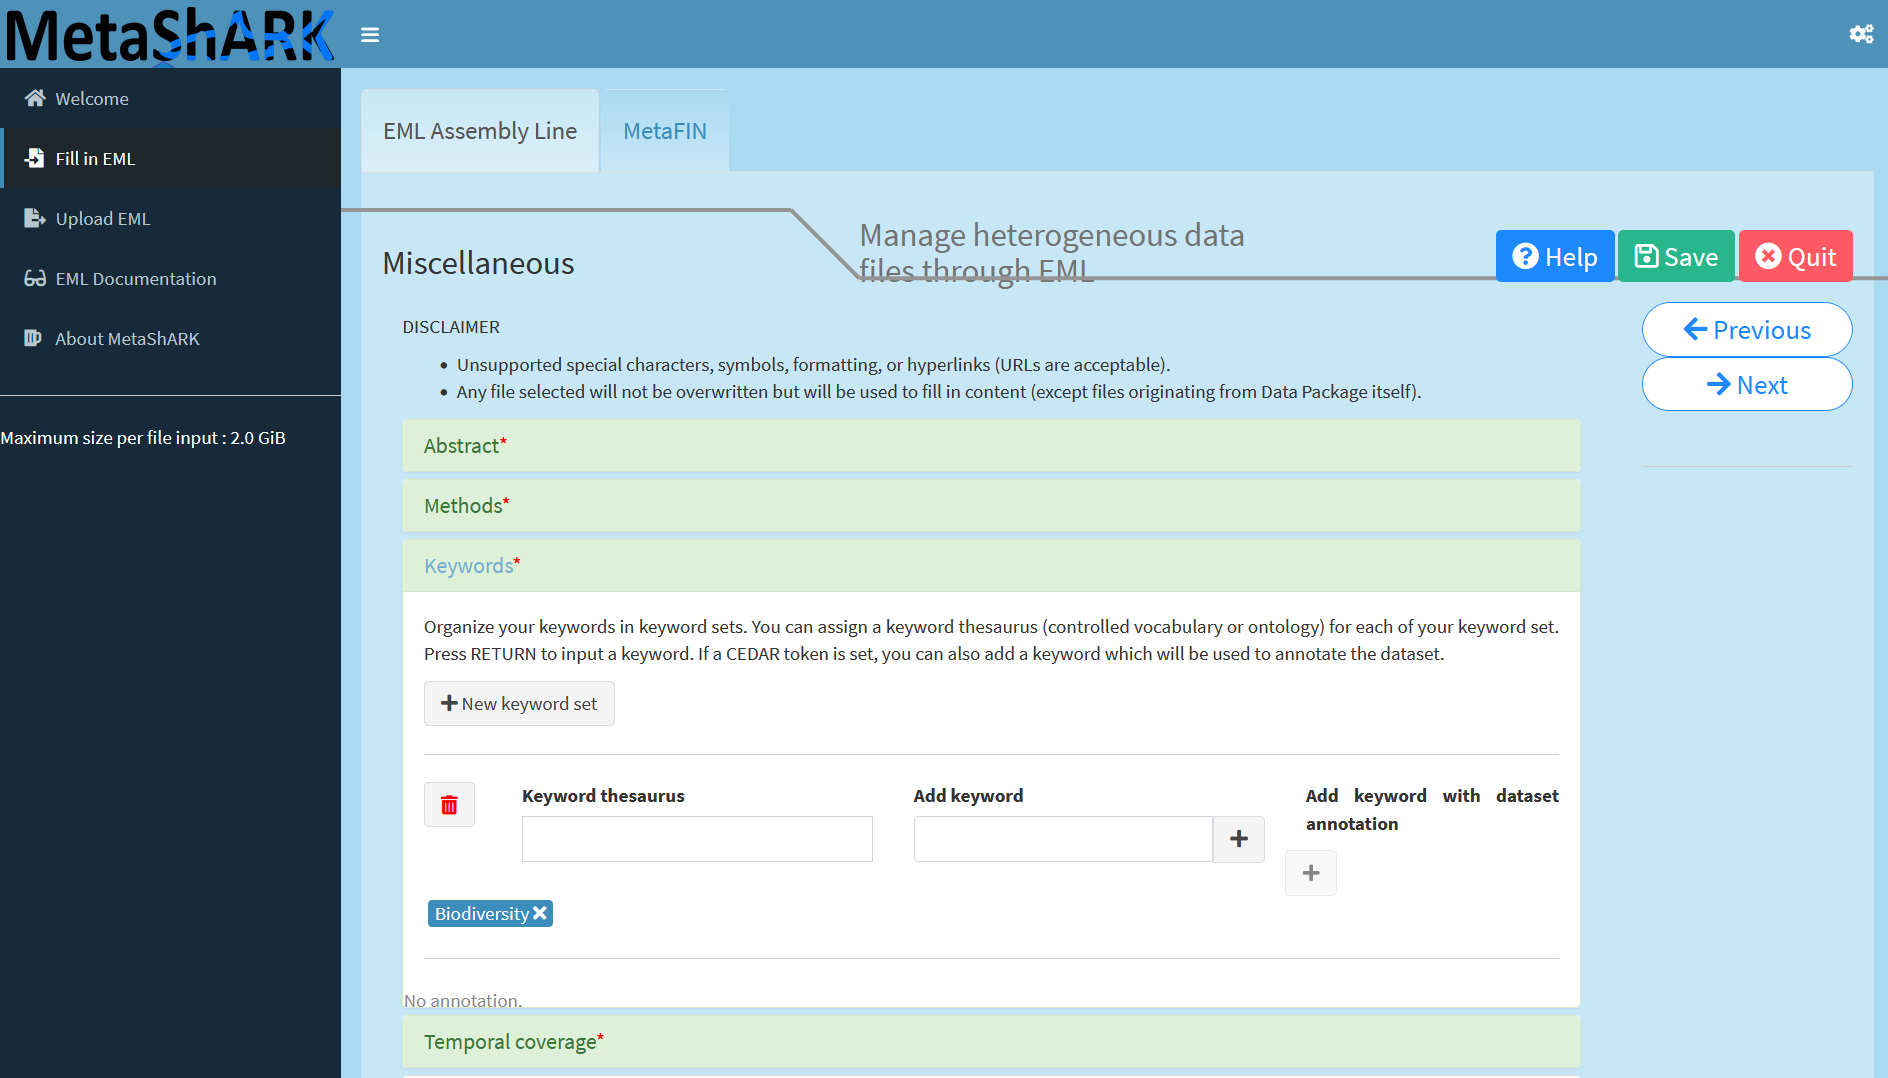 MetaShARK
Welcome
Fill in EML
Upload EML
EML Documentation
About MetaShARK
Maximum size per file input : 2.0 GiB
EML Assembly Line
MetaFIN
Manage heterogeneous data
files through EML
Miscellaneous
Help
Save
Quit
Previous
Next
DISCLAIMER
Unsupported special characters, symbols, formatting, or hyperlinks (URLs are acceptable).
Any file selected will not be overwritten but will be used to fill in content (except files originating from Data Package itself).
Abstract*
Methods*
Keywords*
Organize your keywords in keyword sets. You can assign a keyword thesaurus (controlled vocabulary or ontology) for each of your keyword set.
Press RETURN to input a keyword. If a CEDAR token is set, you can also add a keyword which will be used to annotate the dataset.
New keyword set
Keyword thesaurus
Add keyword
Add keyword with dataset
annotation
Biodiversity
No annotation.
Temporal coverage*